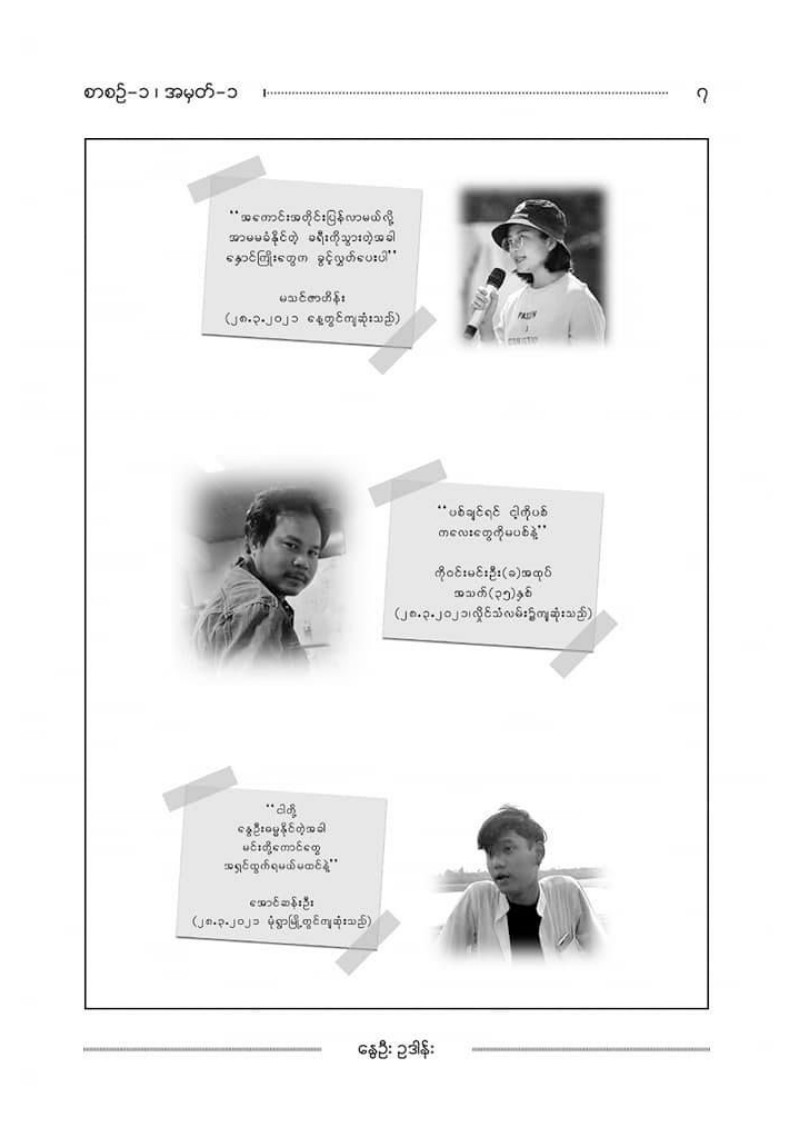 စာစဉ်-၁၊ အမှတ်-၁ ၇
“အကောင်းအတိုင်းပြန်လာမယ်လို့
အာမမခံနိုင်တဲ့ ခရီးကိုသွားတဲ့အခါ
နှောင်ကြိုးတွေက ခွင့်လွှတ်ပေးပါ”
မသင်ဇာဟိန်း
(၂၈.၃.၂၀၂၁ နေ့တွင်ကျဆုံးသည်)
“ပစ်ချင်ရင် ငါ့ကိုပစ်
ကလေးတွေကိုမပစ်နဲ့”
ကိုဝင်းမင်းဦး(ခ)အထုပ်
အသက်(၃၅)နှစ်
(၂၈.၃.၂၀၂၁၊လှိုင်သံလမ်း၌ကျဆုံးသည်)
“ငါတို့
နွေဦးဓမ္မနိုင်တဲ့အခါ
မင်းတို့ကောင်တွေ
အရှင်ထွက်ရမယ်မထင်နဲ့”
အောင်ဆန်းဦး
(၂၈.၃.၂၀၂၁ မုံရွာမြို့တွင်ကျဆုံးသည်)
နွေဦး ဥဒါန်း